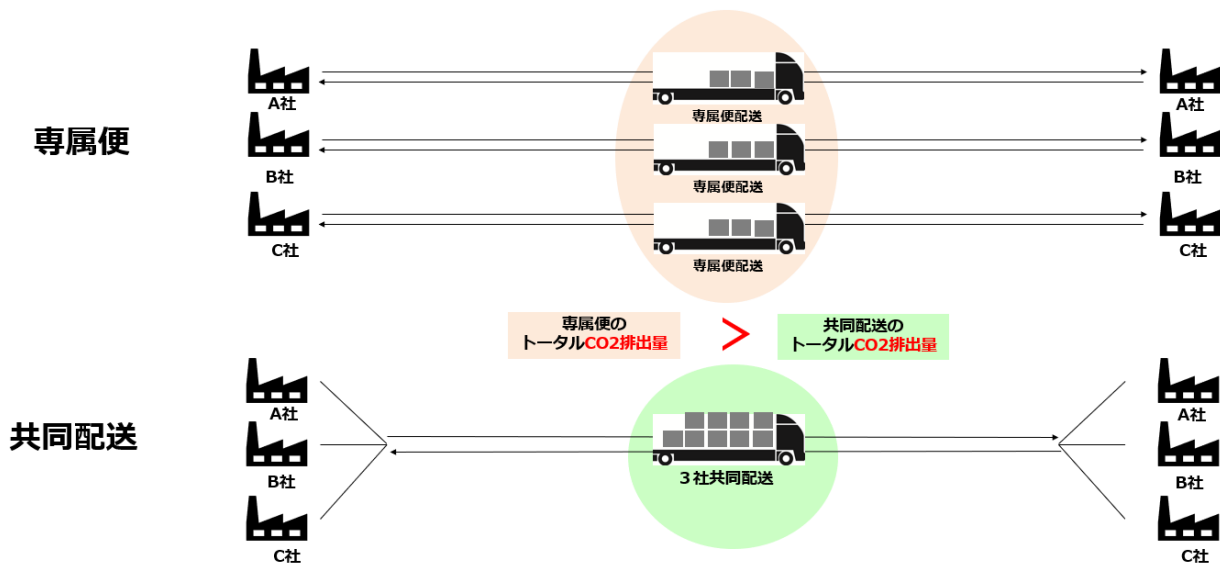 A社
A社
専属便配送
専属便
B社
B社
専属便配送
C社
C社
専属便配送
専属便の
トータルCO2排出量
>
共同配送の
トータルCO2排出量
共同配送
A社
A社
B社
B社
3社共同配送
C社
C社